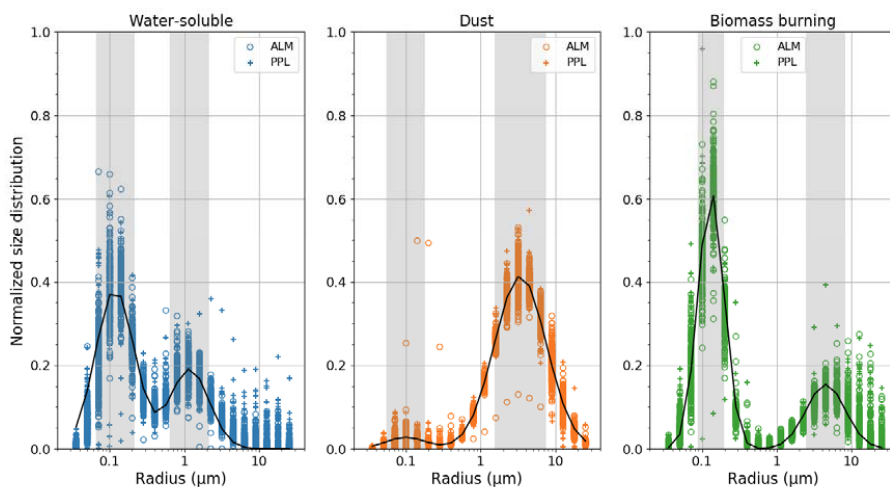 Water-soluble
Dust
Biomass burning
Normalized size distribution
1.0
0.8
0.6
0.4
0.2
0.0
ALM
PPL
0.1
1
10
Radius (μm)
1.0
0.8
0.6
0.4
0.2
0.0
ALM
PPL
0.1
1
10
Radius (μm)
1.0
0.8
0.6
0.4
0.2
0.0
ALM
PPL
0.1
1
10
Radius (μm)